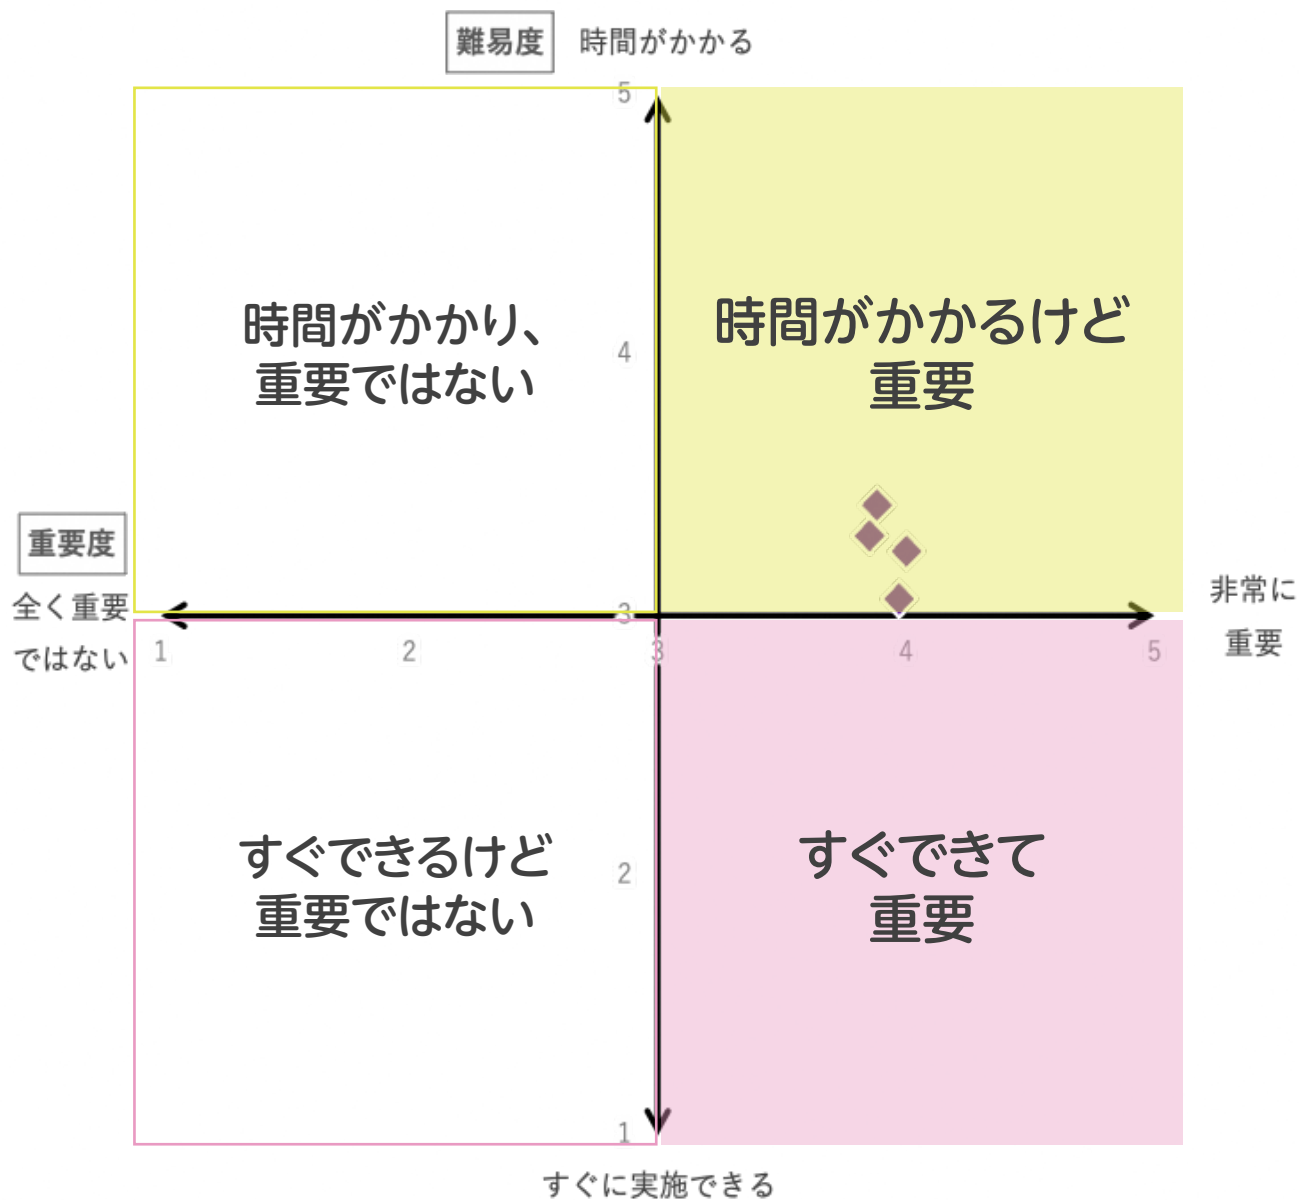 難易度 時間がかかる
5
時間がかかり、
重要ではない
時間がかかるけど
重要
4
重要度
全く重要
ではない
非常に
重要
3
1 2 3 4 5
すぐできるけど
重要ではない
すぐできて
重要
2
1
すぐに実施できる